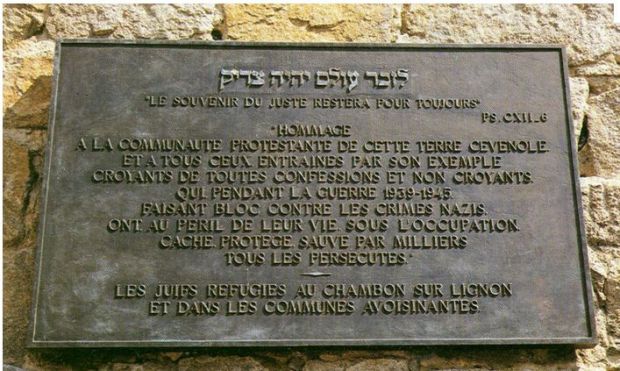 לזכר עולם יהיה צדיק
"LE SOUVENIR DU JUSTE RESTERA POUR TOUJOURS"
PS. CXII_6
"HOMMAGE
A LA COMMUNAUTE PROTESTANTE DE CETTE TERRE CEVENOLE.
ET A TOUS CEUX ENTRAINES PAR SON EXEMPLE
CROYANTS DE TOUTES CONFESSIONS ET NON CROYANTS.
QUI PENDANT LA GUERRE 1939-1945.
FAISANT BLOC CONTRE LES CRIMES NAZIS.
ONT, AU PERIL DE LEUR VIE, SOUS L'OCCUPATION.
CACHE, PROTEGE, SAUVE PAR MILLIERS
TOUS LES PERSECUTES."
LES JUIFS REFUGIES AU CHAMBON SUR LIGNON
ET DANS LES COMMUNES AVOISINANTES.